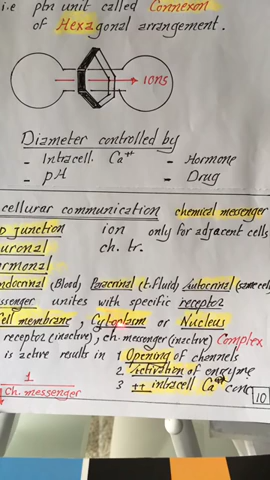 i.e ptn unit called Connexon
of Hexagonal arrangement.
IONS
Diameter controlled by
- Intracell. Ca++ - Hormone
- pH - Drug
cellular communication chemical messenger
junction ion only for adjacent cells
uronal ch. tr.
ormonal
ndocrinal (Blood) Paracrinal (t.Fluid) Autocrinal (same cell
ssenger unites with specific receptor
Cell membrane, Cytoplasm or Nucleus
receptor (inactive), ch. messenger (inactive) Complex
is active results in 1 Opening of channels
2. Activation of enzyme
3 ++ intracell Ca++ conc
1
Ch. messenger
10